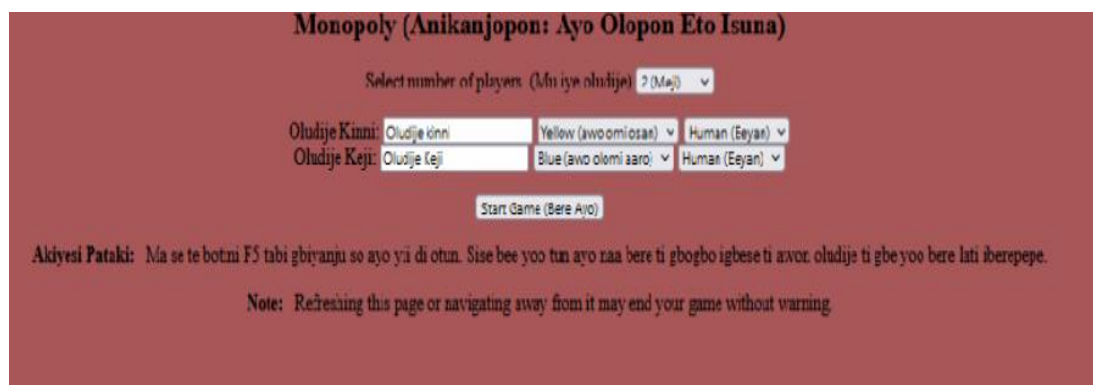 Monopoly (Anikanjopon: Ayo Olopon Eto Isuna)
Select number of players. (Mu iye oludije) 2 (Meji)
Oludije Kinni: Oludije kinni Yellow (awo omi osan) Human (Eeyan)
Oludije Keji: Oludije Keji Blue (awo olomi aaro) Human (Eeyan)
Start Game (Bere Ayo)
Akiyesi Pataki: Ma se te botini F5 tabi gbiyanju so ayo yii di otun. Sise bee yoo tun ayo naa bere ti gbogbo igbese ti awon oludije ti gbe yoo bere lati iberepepe.
Note: Refreshing this page or navigating away from it may end your game without warning.